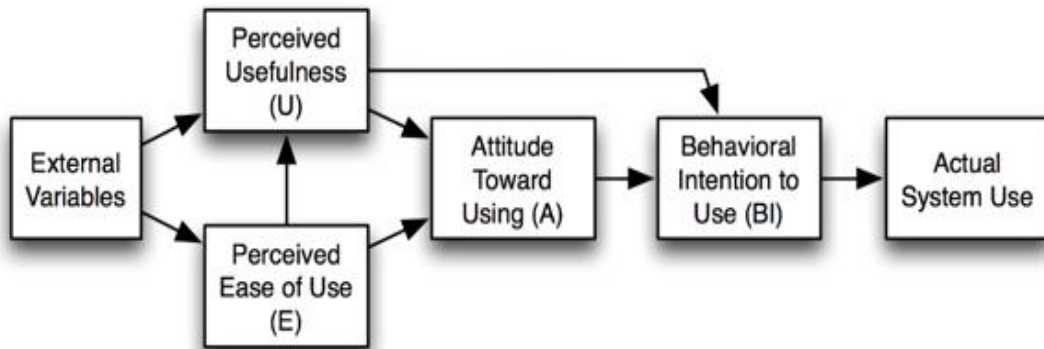 Perceived
Usefulness
(U)
External
Variables
Perceived
Ease of Use
(E)
Attitude
Toward
Using (A)
Behavioral
Intention to
Use (BI)
Actual
System Use